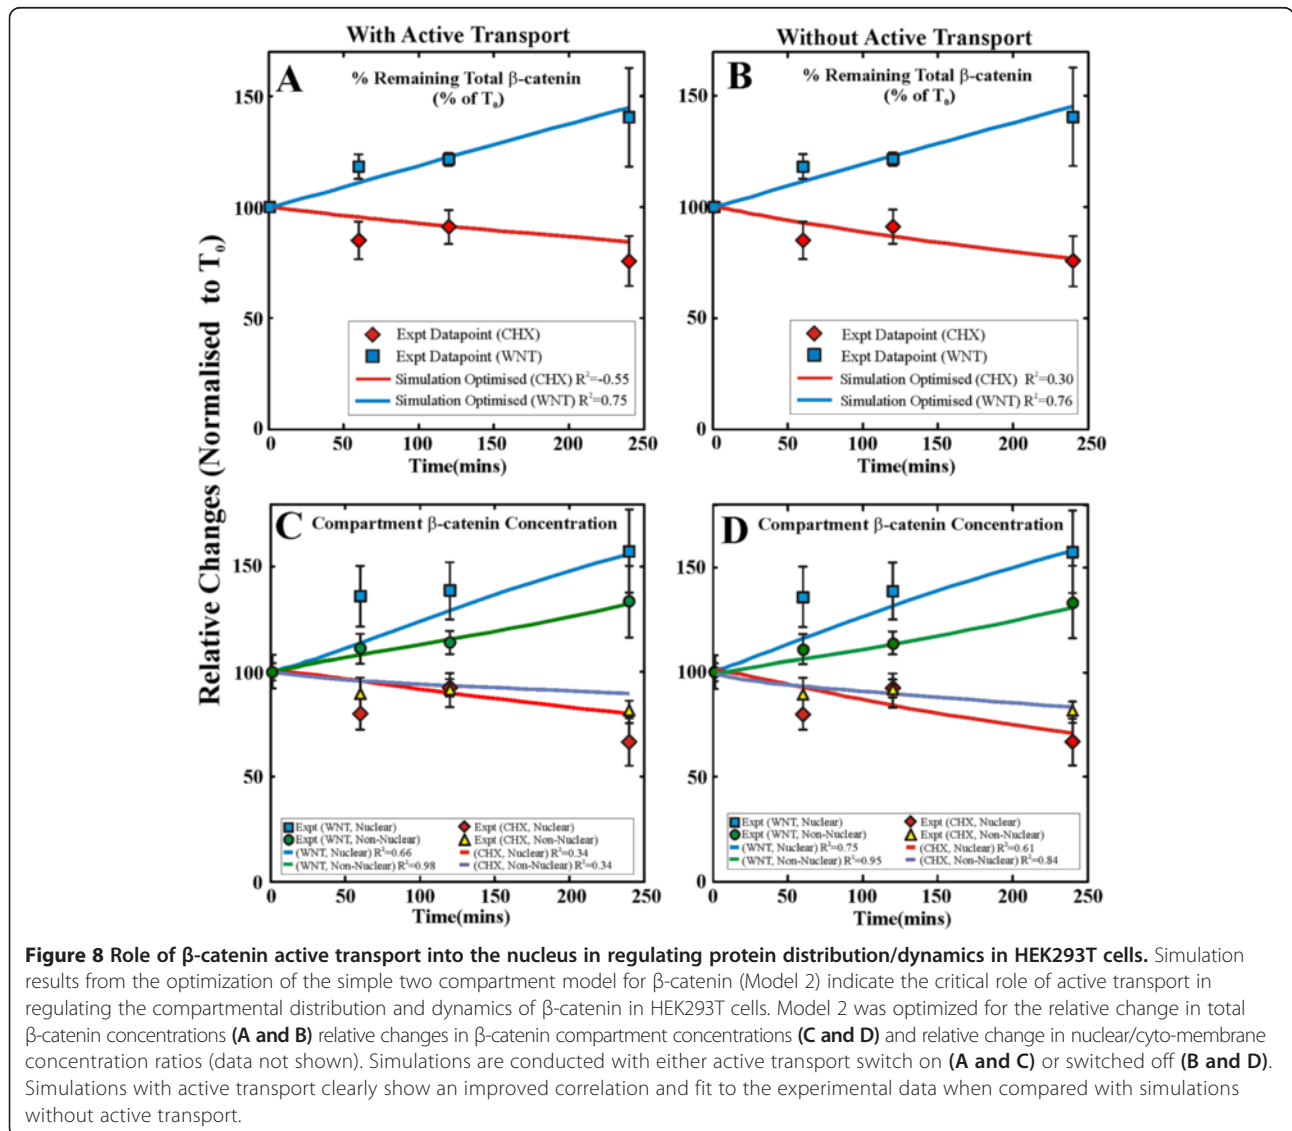 With Active Transport
Without Active Transport
Relative Changes (Normalised to T0)
A
% Remaining Total β-catenin
(% of T0)
150
100
50
0
Expt Datapoint (CHX)
Expt Datapoint (WNT)
Simulation Optimised (CHX) R²=-0.55
Simulation Optimised (WNT) R²=0.75
0 50 100 150 200 250
Time(mins)
B
% Remaining Total β-catenin
(% of T0)
150
100
50
0
Expt Datapoint (CHX)
Expt Datapoint (WNT)
Simulation Optimised (CHX) R²=0.30
Simulation Optimised (WNT) R²=0.76
0 50 100 150 200 250
Time(mins)
C
Compartment β-catenin Concentration
150
100
50
0
Expt (WNT, Nuclear)
Expt (WNT, Non-Nuclear)
(WNT, Nuclear) R²=0.66
(WNT, Non-Nuclear) R²=0.98
Expt (CHX, Nuclear)
Expt (CHX, Non-Nuclear)
(CHX, Nuclear) R²=0.34
(CHX, Non-Nuclear) R²=0.34
0 50 100 150 200 250
Time(mins)
D
Compartment β-catenin Concentration
150
100
50
0
Expt (WNT, Nuclear)
Expt (WNT, Non-Nuclear)
(WNT, Nuclear) R²=0.75
(WNT, Non-Nuclear) R²=0.95
Expt (CHX, Nuclear)
Expt (CHX, Non-Nuclear)
(CHX, Nuclear) R²=0.61
(CHX, Non-Nuclear) R²=0.84
0 50 100 150 200 250
Time(mins)
Figure 8 Role of β-catenin active transport into the nucleus in regulating protein distribution/dynamics in HEK293T cells. Simulation
results from the optimization of the simple two compartment model for β-catenin (Model 2) indicate the critical role of active transport in
regulating the compartmental distribution and dynamics of β-catenin in HEK293T cells. Model 2 was optimized for the relative change in total
β-catenin concentrations (A and B) relative changes in β-catenin compartment concentrations (C and D) and relative change in nuclear/cyto-membrane
concentration ratios (data not shown). Simulations are conducted with either active transport switch on (A and C) or switched off (B and D).
Simulations with active transport clearly show an improved correlation and fit to the experimental data when compared with simulations
without active transport.